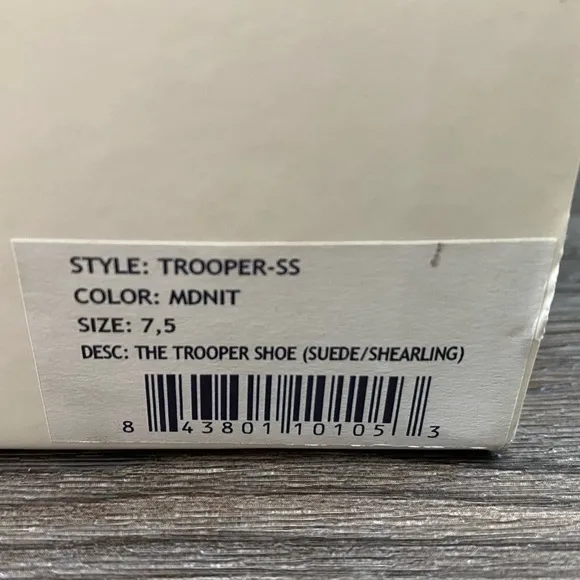 STYLE: TROOPER-SS
COLOR: MDNIT
SIZE: 7,5
DESC: THE TROOPER SHOE (SUEDE/SHEARLING)
8 43801 10105 3